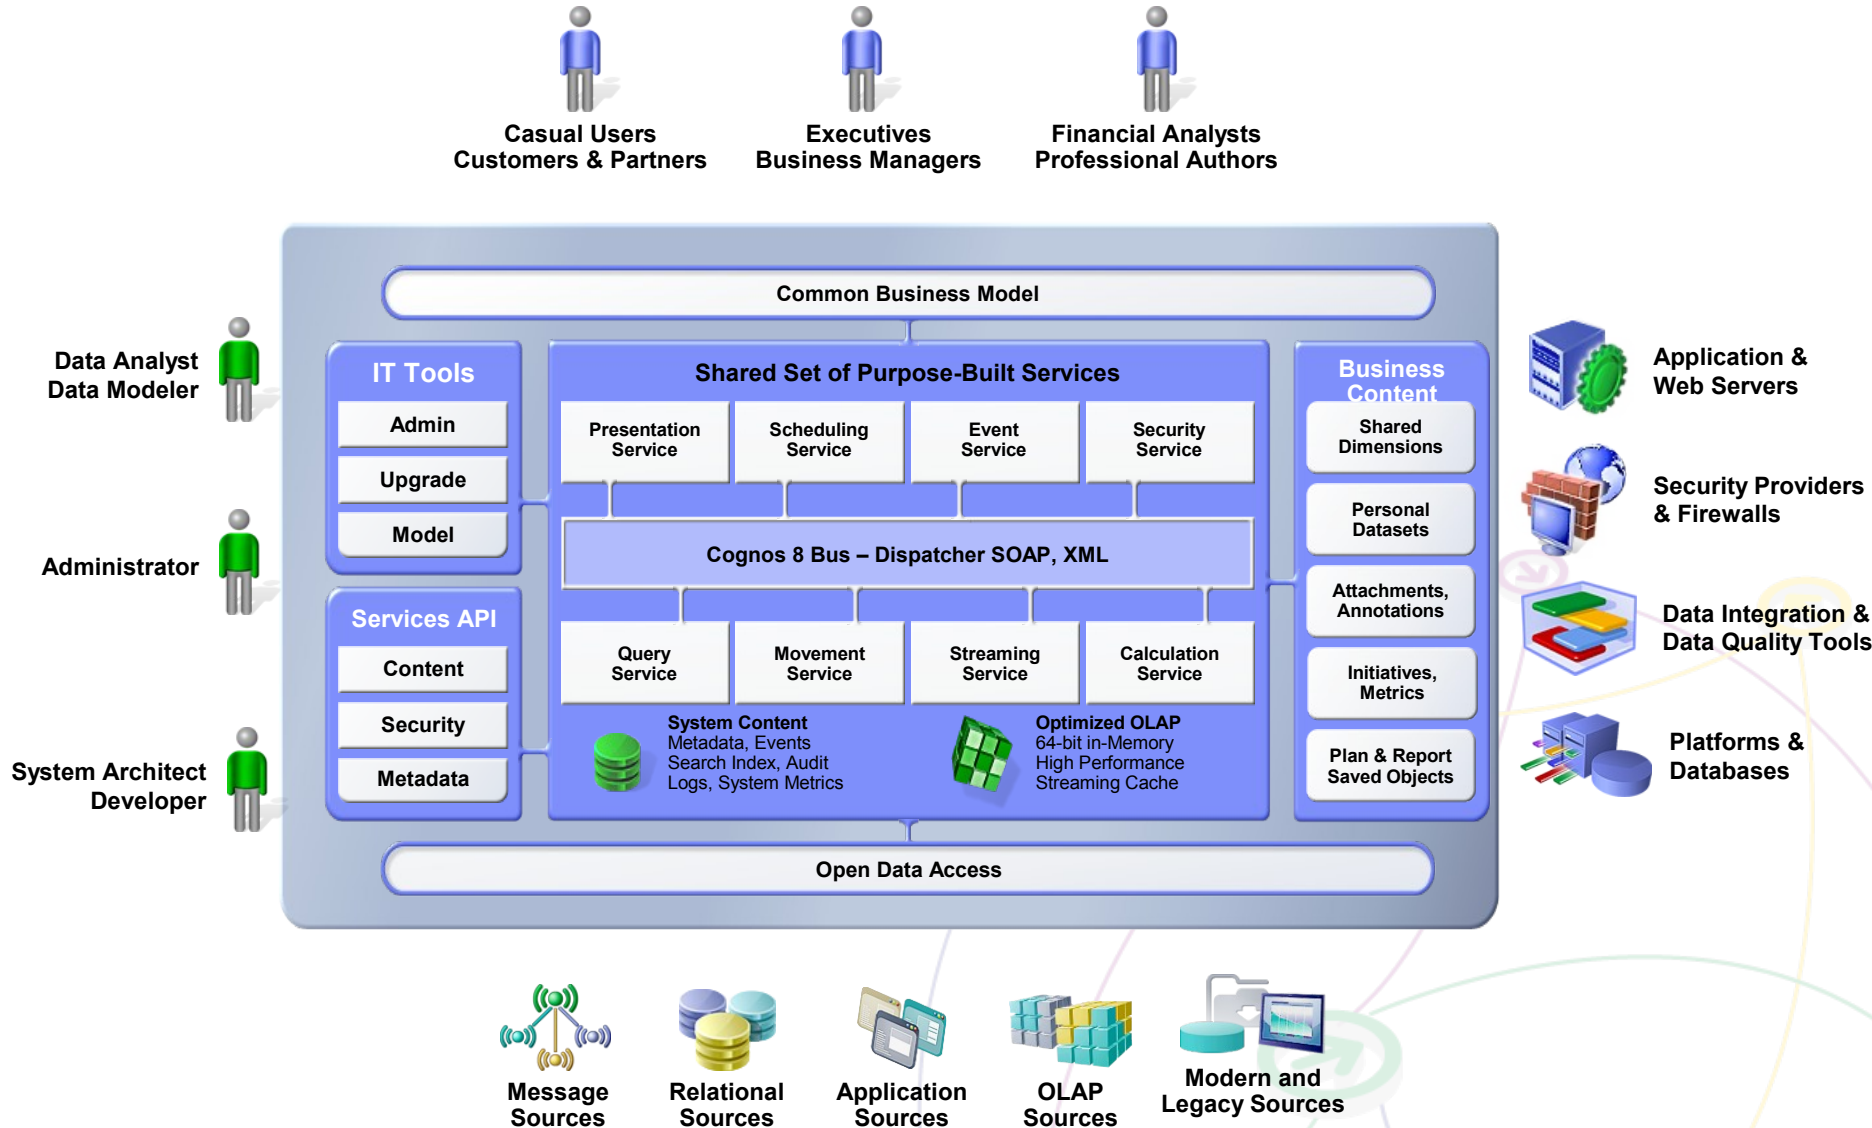 Casual Users
Customers & Partners
Executives
Business Managers
Financial Analysts
Professional Authors
Common Business Model
Data Analyst
Data Modeler
Administrator
System Architect
Developer
IT Tools
Admin
Upgrade
Model
Services API
Content
Security
Metadata
Shared Set of Purpose-Built Services
Presentation
Service
Scheduling
Service
Event
Service
Security
Service
Cognos 8 Bus – Dispatcher SOAP, XML
Query
Service
Movement
Service
Streaming
Service
Calculation
Service
System Content
Metadata, Events
Search Index, Audit
Logs, System Metrics
Optimized OLAP
64-bit in-Memory
High Performance
Streaming Cache
Business
Content
Shared
Dimensions
Personal
Datasets
Attachments,
Annotations
Initiatives,
Metrics
Plan & Report
Saved Objects
Application &
Web Servers
Security Providers
& Firewalls
Data Integration &
Data Quality Tools
Platforms &
Databases
Open Data Access
Message
Sources
Relational
Sources
Application
Sources
OLAP
Sources
Modern and
Legacy Sources